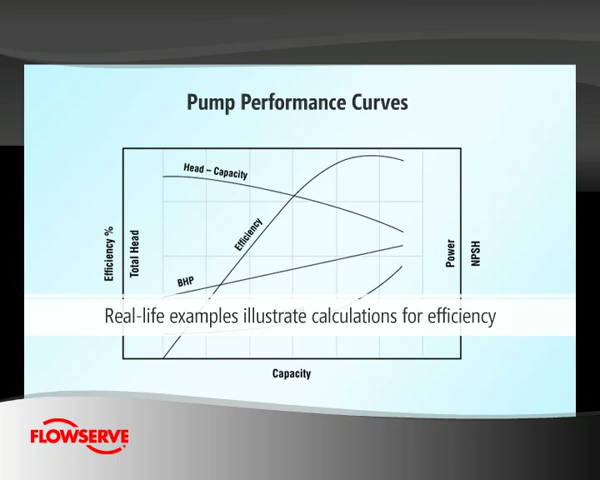 Pump Performance Curves
Head – Capacity
Efficiency
BHP
Efficiency %
Total Head
Power
NPSH
Real-life examples illustrate calculations for efficiency
Capacity
FLOWSERVE